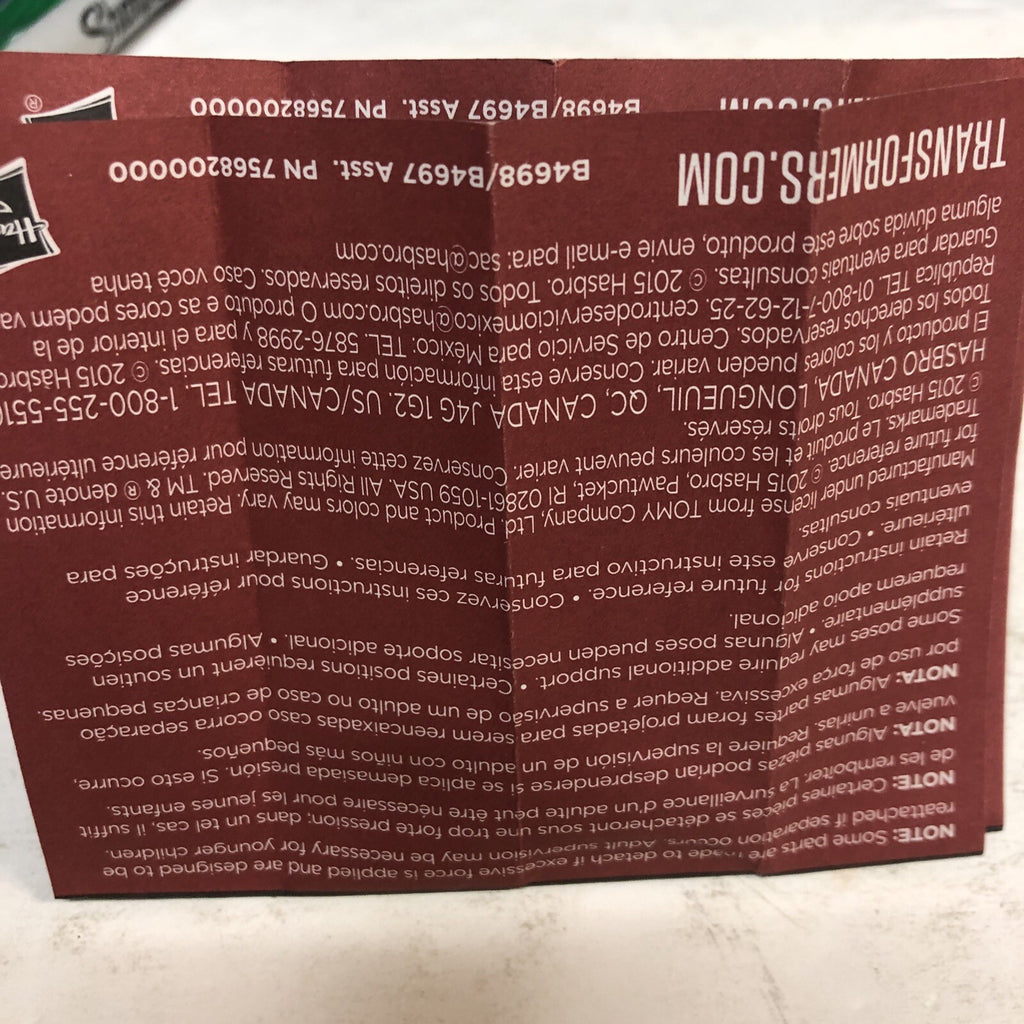 NOTE: Some parts are made to detach if excessive force is applied and are designed to be
reattached if separation occurs. Adult supervision may be necessary for younger children.
NOTE: Certaines pièces se détacheront sous une trop forte pression; dans un tel cas, il suffit
de les remboîter. La surveillance d'un adulte peut être nécessaire pour les jeunes enfants.
NOTA: Algunas piezas podrían desprenderse si se aplica demasiada presión. Si esto ocurre,
vuelve a unirlas. Requiere la supervisión de un adulto con niños más pequeños.
NOTA: Algumas partes foram projetadas para serem reencaixadas caso ocorra separação
por uso de força excessiva. Requer a supervisão de um adulto no caso de crianças pequenas.
Some poses may require additional support. • Certaines positions requièrent un soutien
supplémentaire. • Algunas poses pueden necesitar soporte adicional. • Algumas posições
requerem apoio adicional.
Retain instructions for future reference. • Conservez ces instructions pour référence
ultérieure. • Conserve este instructivo para futuras referencias. • Guardar instruções para
eventuais consultas.
Manufactured under license from TOMY Company, Ltd. Product and colors may vary. Retain this information
for future reference. © 2015 Hasbro, Pawtucket, RI 02861-1059 USA. All Rights Reserved. TM & ® denote U.S.
Trademarks. Le produit et les couleurs peuvent varier. Conservez cette information pour référence ultérieure
© 2015 Hasbro. Tous droits réservés.
HASBRO CANADA, LONGUEUIL, QC, CANADA J4G 1G2. US/CANADA TEL. 1-800-255-551
El producto y los colores pueden variar. Conserve esta información para futuras referencias. © 2015 Hasbro
Todos los derechos reservados. Centro de Servicio para México: TEL. 5876-2998 y para el interior de la
República TEL. 01-800-712-62-25. centrodeserviciomexico@hasbro.com O produto e as cores podem va
Guardar para eventuais consultas. © 2015 Hasbro. Todos os direitos reservados. Caso você tenha
alguma dúvida sobre este produto, envie e-mail para: sac@hasbro.com
TRANSFORMERS.COM B4698/B4697 Asst. PN 7568200000
B4698/B4697 Asst. PN 7568200000 ®